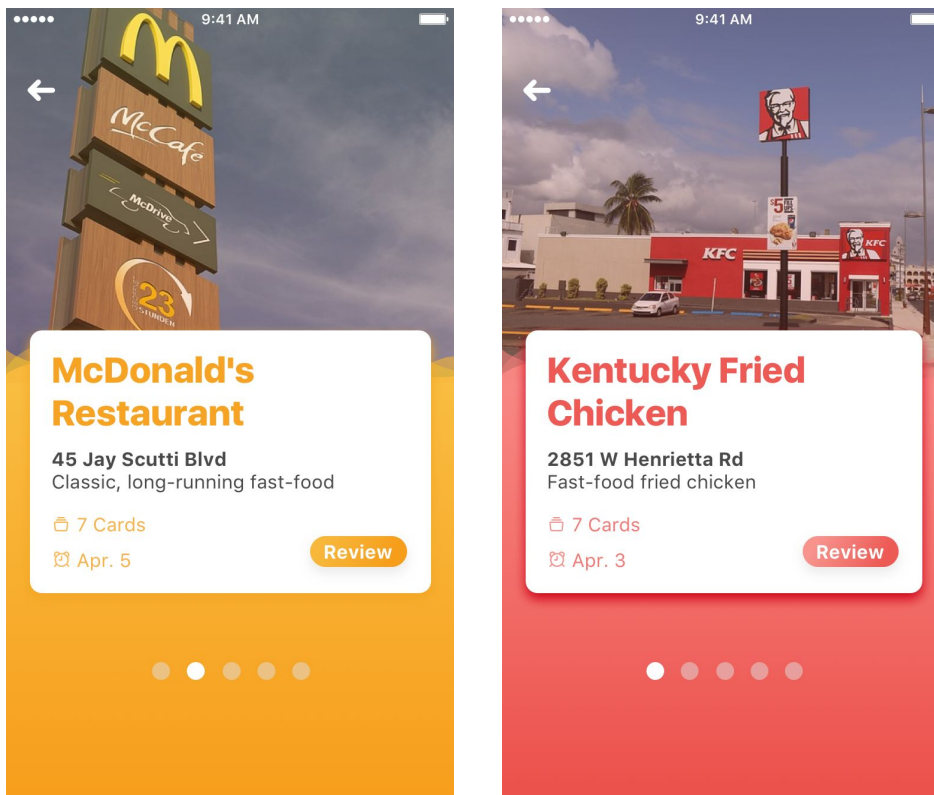 9:41 AM
McCafé
McDrive
23
STUNDEN
McDonald's
Restaurant
45 Jay Scutti Blvd
Classic, long-running fast-food
7 Cards
Apr. 5
Review
9:41 AM
$5
KFC
KFC
Kentucky Fried
Chicken
2851 W Henrietta Rd
Fast-food fried chicken
7 Cards
Apr. 3
Review